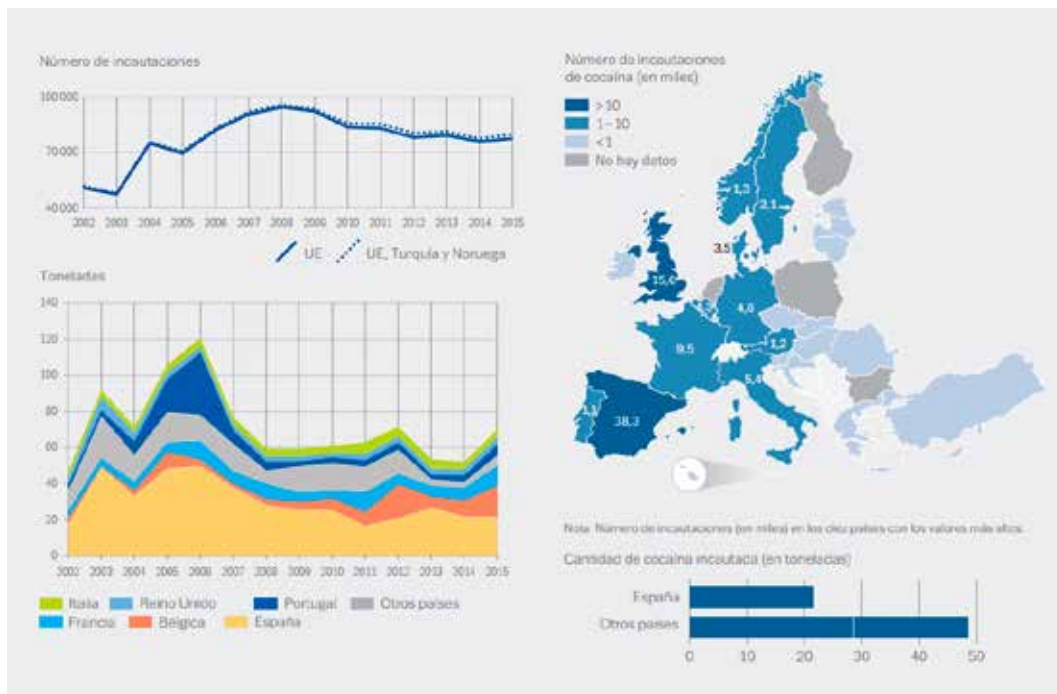 Número de incautaciones
100 000
70 000
40 000
2002 2003 2004 2005 2006 2007 2008 2009 2010 2011 2012 2013 2014 2015
UE UE, Turquía y Noruega
Toneladas
140
120
100
80
60
40
20
0
2002 2003 2004 2005 2006 2007 2008 2009 2010 2011 2012 2013 2014 2015
Italia Reino Unido Portugal Otros países
Francia Bélgica España
Número de incautaciones
de cocaína (en miles)
>10
1–10
<1
No hay datos
1,3
2,1
3,5
15,6
4,6
9,5
1,2
5,4
1,1
38,3
Nota: Número de incautaciones (en miles) en los diez países con los valores más altos.
Cantidad de cocaína incautada (en toneladas)
España
Otros países
0 10 20 30 40 50